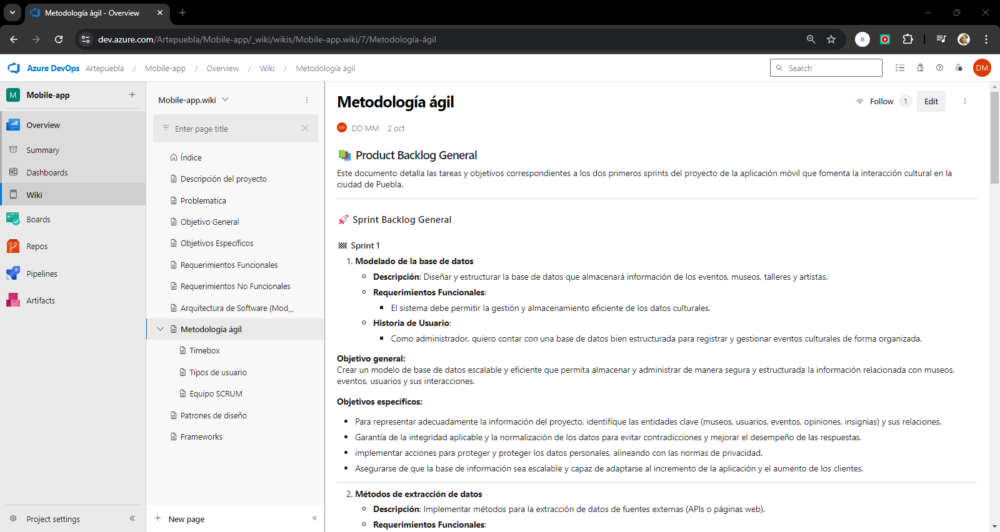 Metodología ágil - Overview
dev.azure.com/Artepuebla/Mobile-app/_wiki/wikis/Mobile-app.wiki/7/Metodología-ágil
B
Azure DevOps Artepuebla / Mobile-app / Overview / Wiki / Metodología ágil
Search
DM
M Mobile-app
Overview
Summary
Dashboards
Wiki
Boards
Repos
Pipelines
Artifacts
Project settings
Mobile-app.wiki
Enter page title
Índice
Descripción del proyecto
Problematica
Objetivo General
Objetivos Específicos
Requerimientos Funcionales
Requerimientos No Funcionales
Arquitectura de Software (Mod...
Metodología ágil
Timebox
Tipos de usuario
Equipo SCRUM
Patrones de diseño
Frameworks
New page
Metodología ágil
Follow 1 Edit
DM DD MM 2 oct
Product Backlog General
Este documento detalla las tareas y objetivos correspondientes a los dos primeros sprints del proyecto de la aplicación móvil que fomenta la interacción cultural en la
ciudad de Puebla.
Sprint Backlog General
Sprint 1
1. Modelado de la base de datos
Descripción: Diseñar y estructurar la base de datos que almacenará información de los eventos, museos, talleres y artistas.
Requerimientos Funcionales:
El sistema debe permitir la gestión y almacenamiento eficiente de los datos culturales.
Historia de Usuario:
Como administrador, quiero contar con una base de datos bien estructurada para registrar y gestionar eventos culturales de forma organizada.
Objetivo general:
Crear un modelo de base de datos escalable y eficiente que permita almacenar y administrar de manera segura y estructurada la información relacionada con museos,
eventos, usuarios y sus interacciones.
Objetivos específicos:
Para representar adecuadamente la información del proyecto, identifique las entidades clave (museos, usuarios, eventos, opiniones, insignias) y sus relaciones.
Garantía de la integridad aplicable y la normalización de los datos para evitar contradicciones y mejorar el desempeño de las respuestas.
implementar acciones para proteger y proteger los datos personales, alineando con las normas de privacidad.
Asegurarse de que la base de información sea escalable y capaz de adaptarse al incremento de la aplicación y el aumento de los clientes.
2. Métodos de extracción de datos
Descripción: Implementar métodos para la extracción de datos de fuentes externas (APIs o páginas web).
Requerimientos Funcionales: